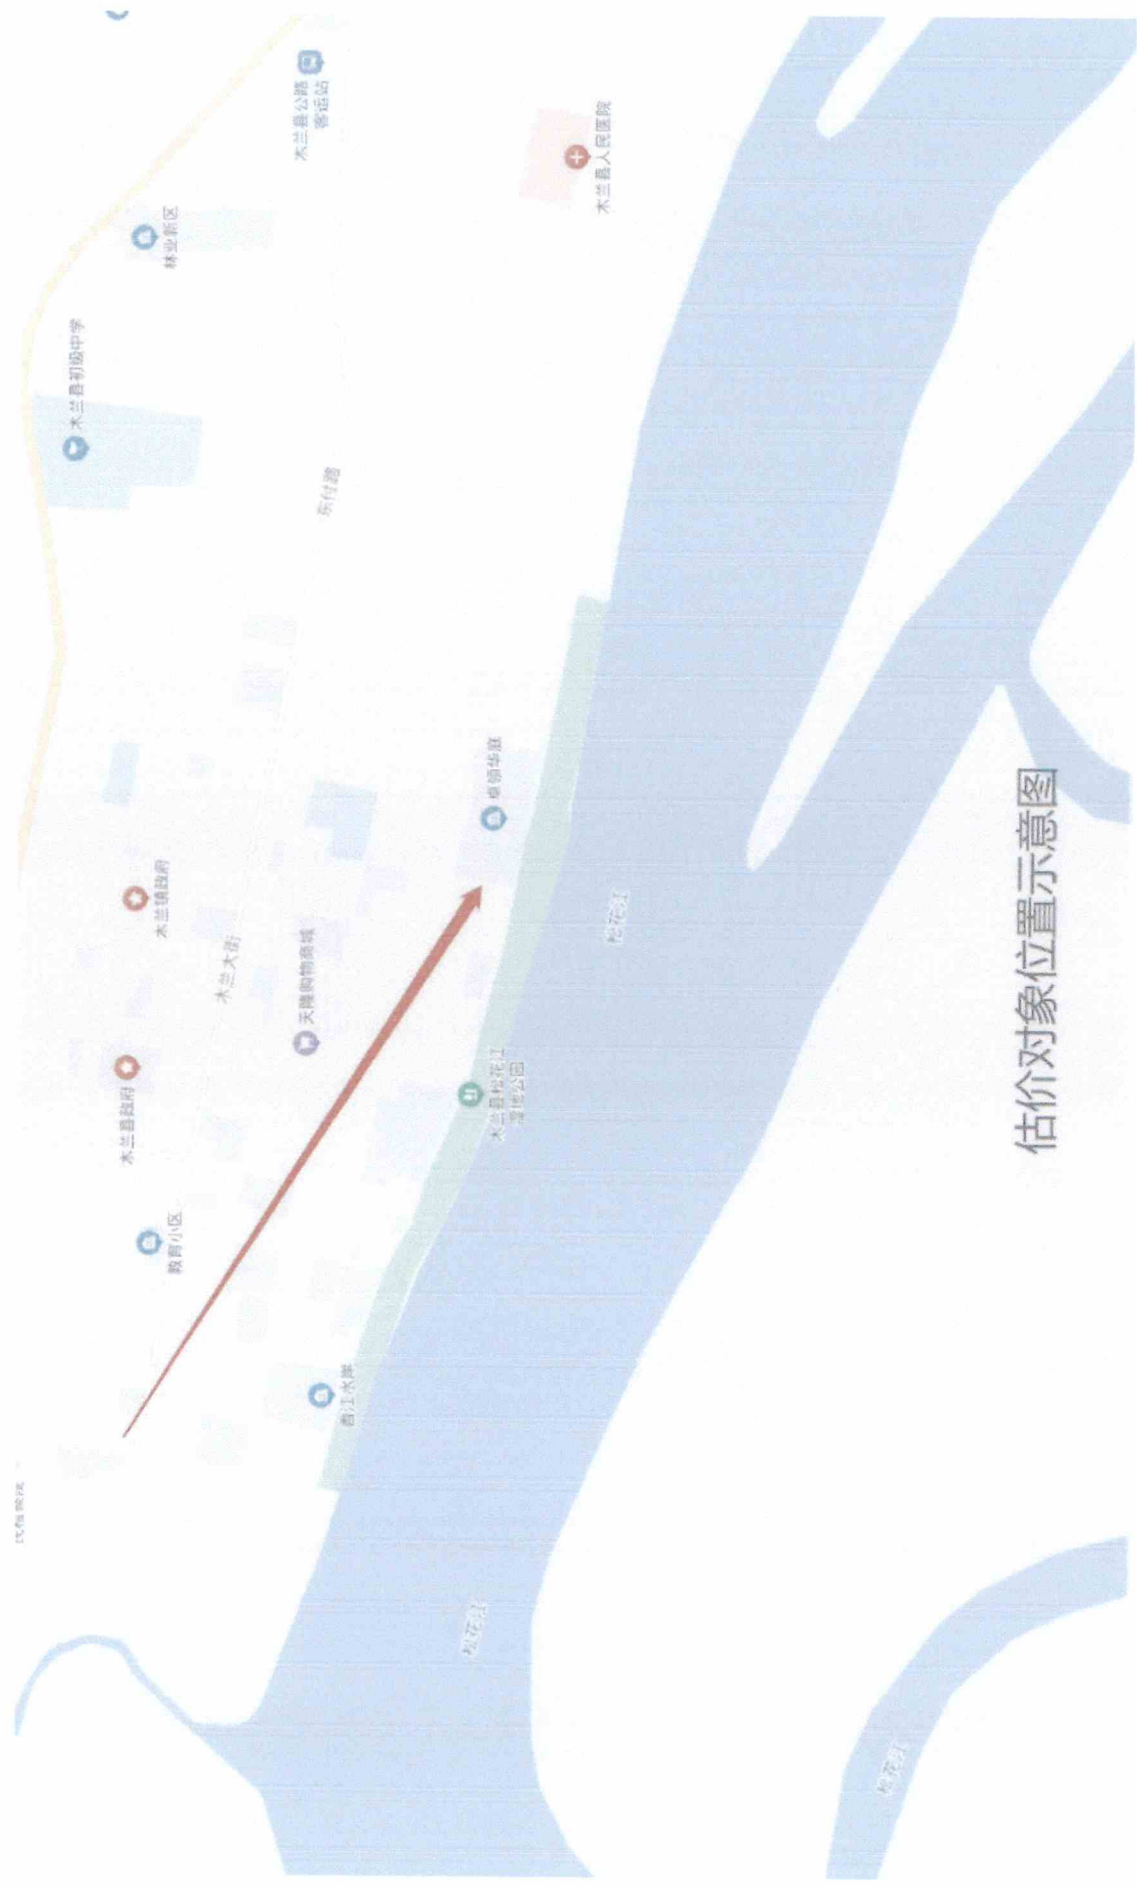 木兰县公路
客运站
木兰县人民医院
林业新区
木兰县初级中学
东付路
卓领华庭
木兰镇政府
木兰大街
天隆购物商城
松花江
木兰县政府
木兰县松花江
湿地公园
教育小区
香江水岸
松花江
松花江
估价对象位置示意图